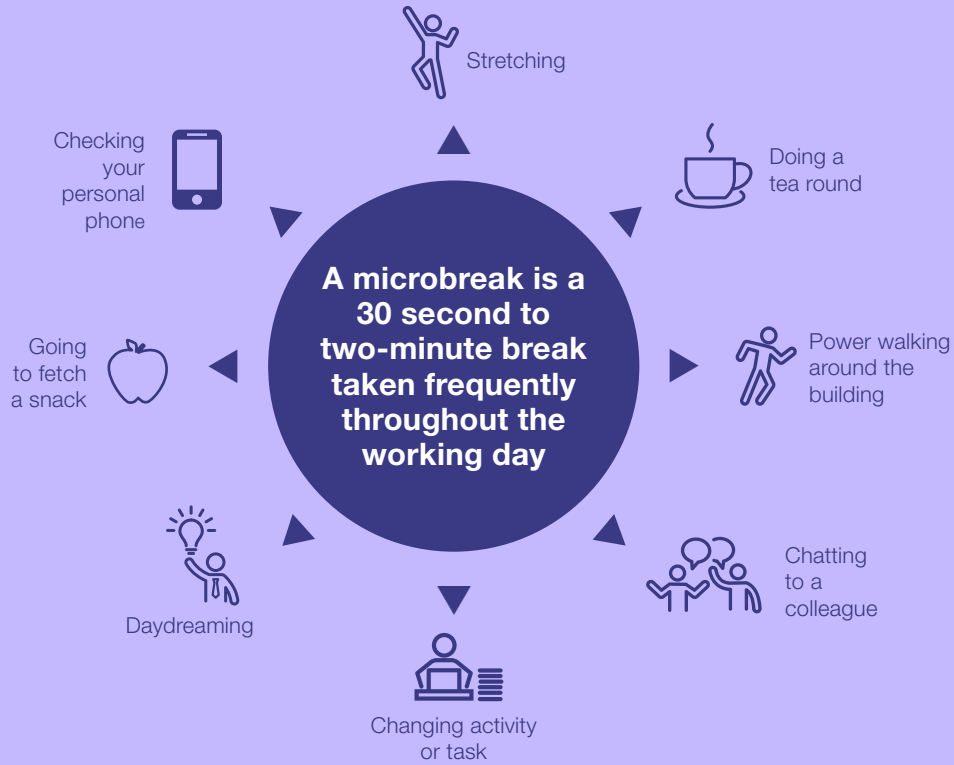 Stretching
Doing a
tea round
Power walking
around the
building
Chatting
to a
colleague
Changing activity
or task
Daydreaming
Going
to fetch
a snack
Checking
your
personal
phone
A microbreak is a
30 second to
two-minute break
taken frequently
throughout the
working day